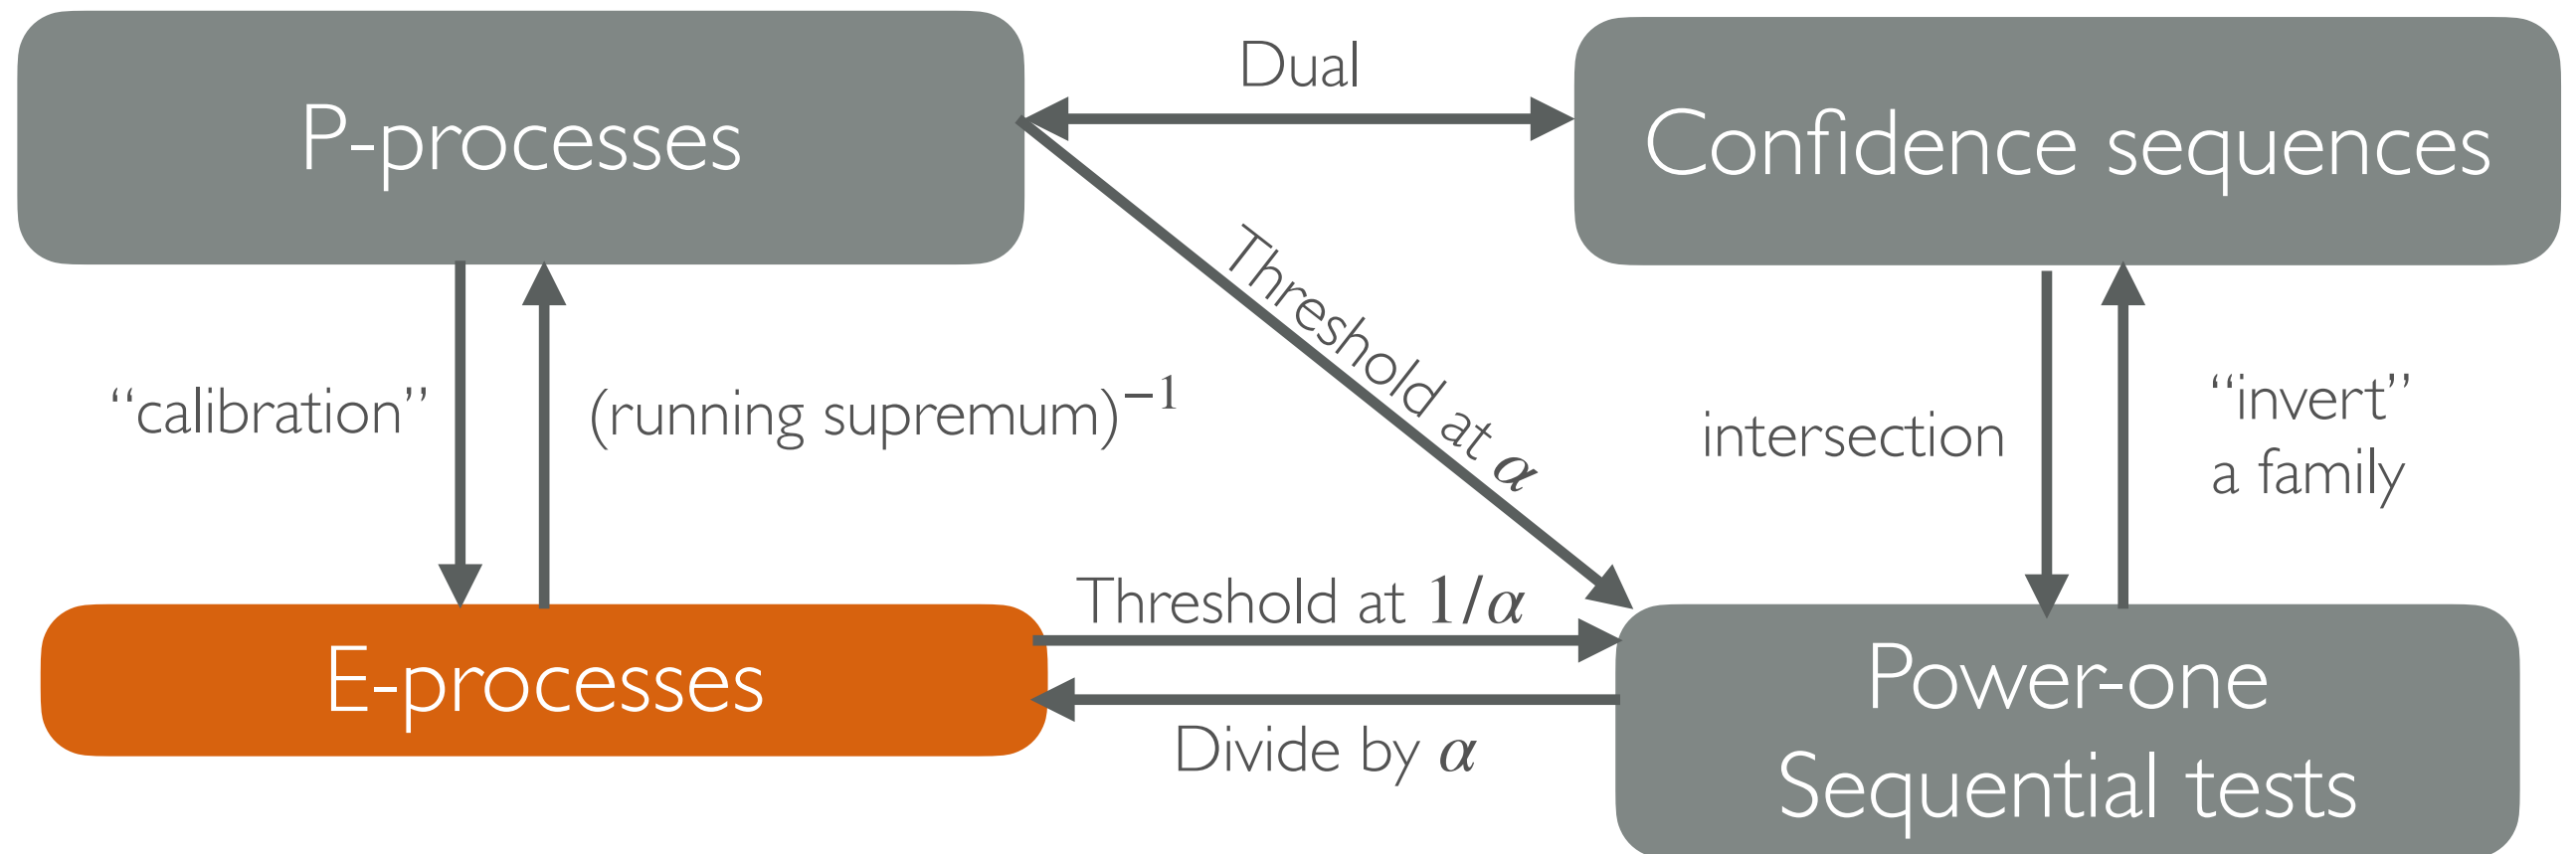 Dual
P-processes
Confidence sequences
Threshold at α
“calibration”
(running supremum)⁻¹
intersection
“invert”
a family
Threshold at 1/α
E-processes
Divide by α
Power-one
Sequential tests